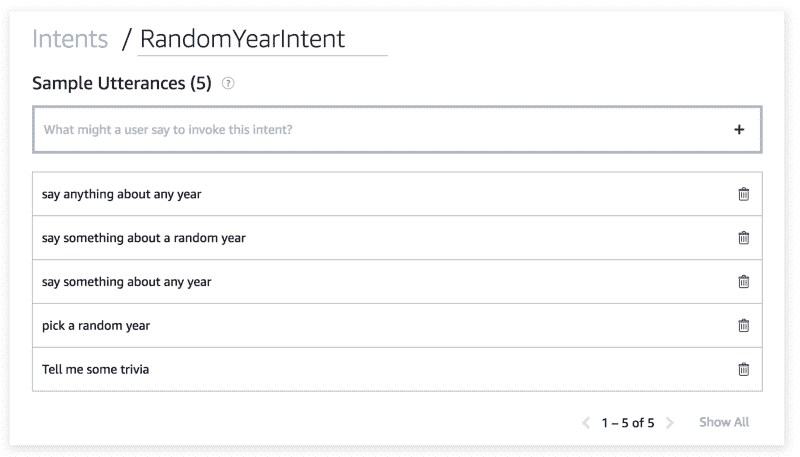 Intents / RandomYearIntent
Sample Utterances (5) ?
What might a user say to invoke this intent? +
say anything about any year
say something about a random year
say something about any year
pick a random year
Tell me some trivia
< 1 – 5 of 5 > Show All